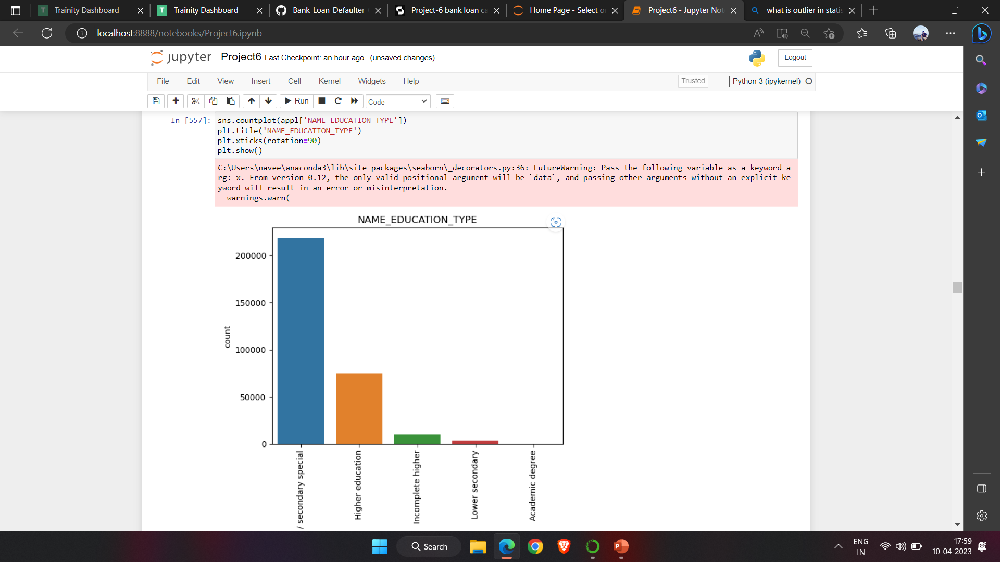 Trainity Dashboard
Trainity Dashboard
Bank_Loan_Defaulter_
Project-6 bank loan ca
Home Page - Select or
Project6 - Jupyter Not
what is outlier in statis
localhost:8888/notebooks/Project6.ipynb
jupyter Project6 Last Checkpoint: an hour ago (unsaved changes)
Logout
File Edit View Insert Cell Kernel Widgets Help
Trusted
Python 3 (ipykernel)
Run
Code
In [557]:
sns.countplot(appl['NAME_EDUCATION_TYPE'])
plt.title('NAME_EDUCATION_TYPE')
plt.xticks(rotation=90)
plt.show()
C:\Users\navee\anaconda3\lib\site-packages\seaborn\_decorators.py:36: FutureWarning: Pass the following variable as a keyword a
rg: x. From version 0.12, the only valid positional argument will be `data`, and passing other arguments without an explicit ke
yword will result in an error or misinterpretation.
warnings.warn(
NAME_EDUCATION_TYPE
200000
150000
100000
50000
0
count
/ secondary special
Higher education
Incomplete higher
Lower secondary
Academic degree
Search
ENG
IN
17:59
10-04-2023